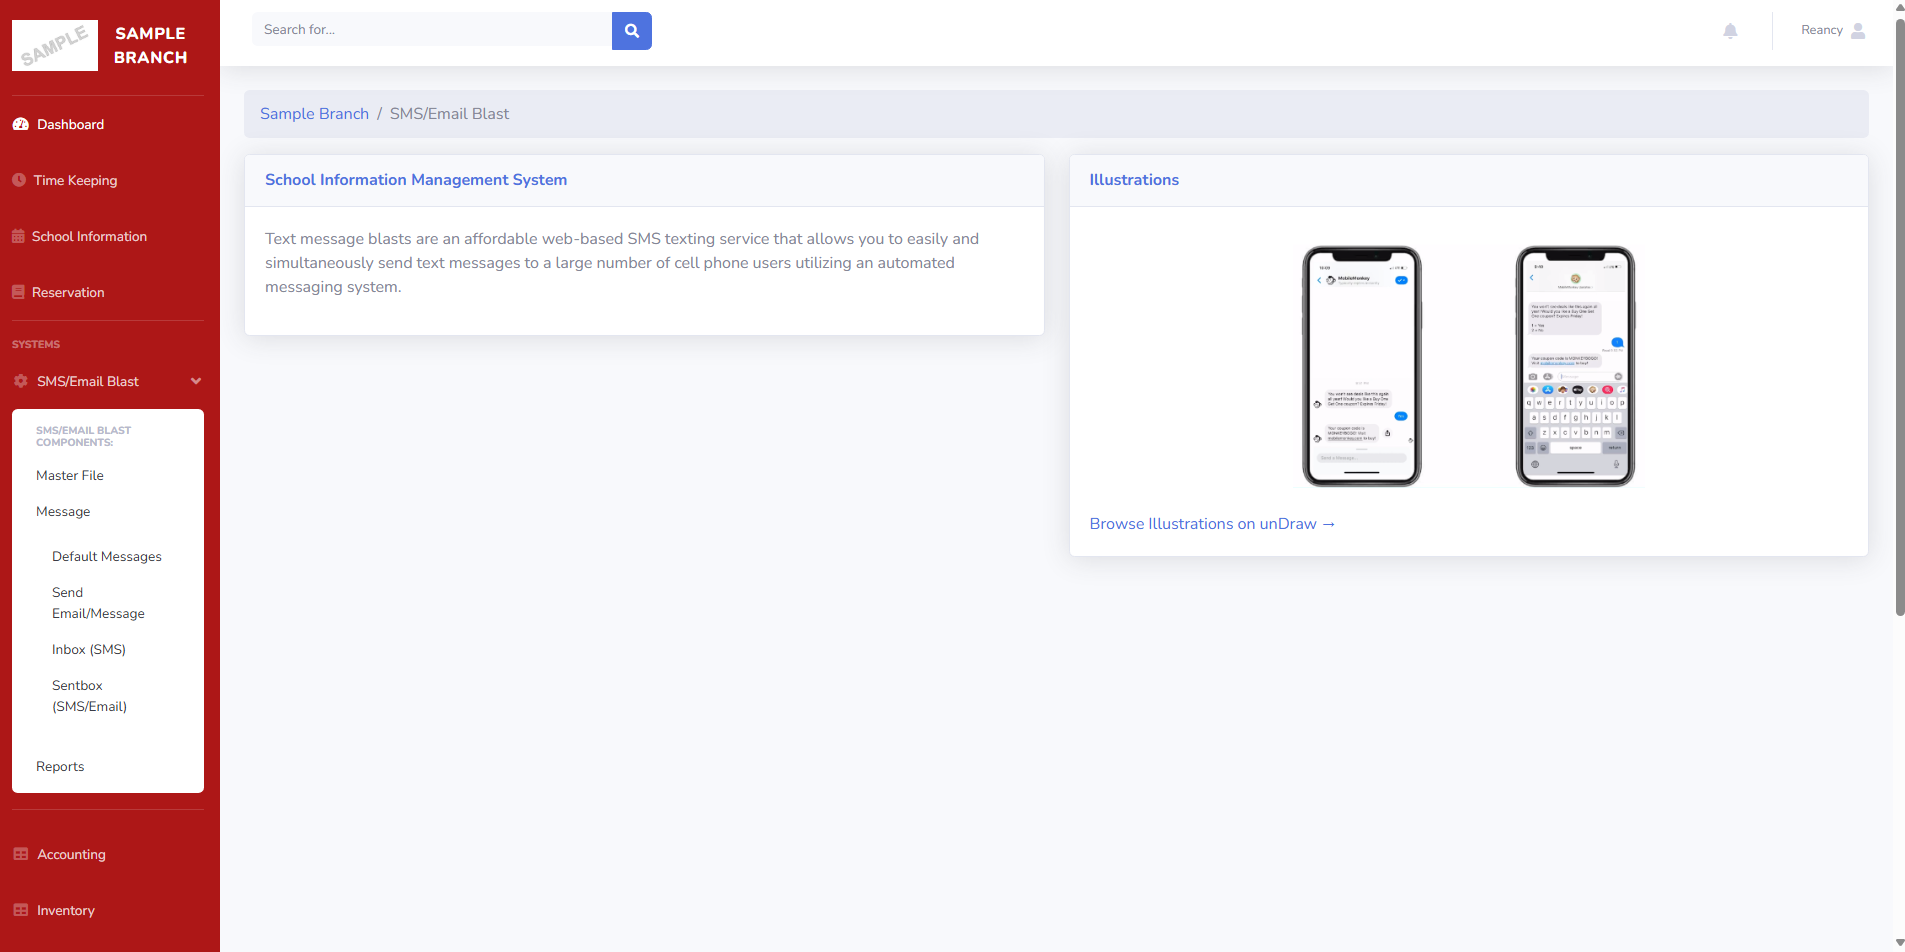 SAMPLE
SAMPLE
BRANCH
Search for...
Reancy
Dashboard
Time Keeping
School Information
Reservation
SYSTEMS
SMS/Email Blast
SMS/EMAIL BLAST
COMPONENTS:
Master File
Message
Default Messages
Send
Email/Message
Inbox (SMS)
Sentbox
(SMS/Email)
Reports
Accounting
Inventory
Sample Branch / SMS/Email Blast
School Information Management System
Text message blasts are an affordable web-based SMS texting service that allows you to easily and
simultaneously send text messages to a large number of cell phone users utilizing an automated
messaging system.
Illustrations
MobileMonkey
q w e r t y u i o p
a s d f g h j k l
z x c v b n m
123
space
Browse Illustrations on unDraw →